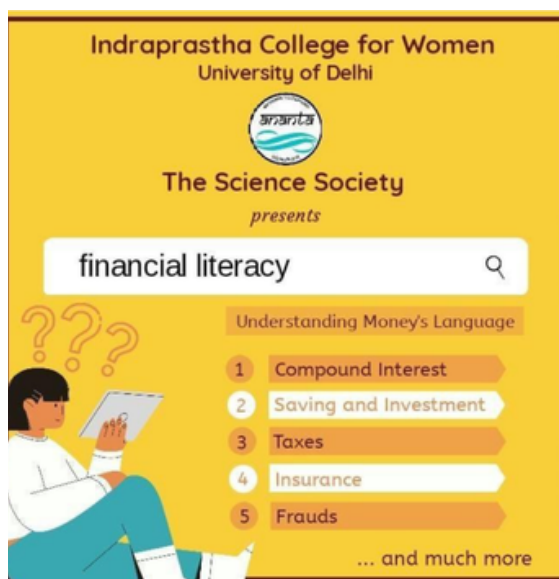 Indraprastha College for Women
University of Delhi
ananta
The Science Society
presents
financial literacy
Understanding Money's Language
1 Compound Interest
2 Saving and Investment
3 Taxes
4 Insurance
5 Frauds
... and much more